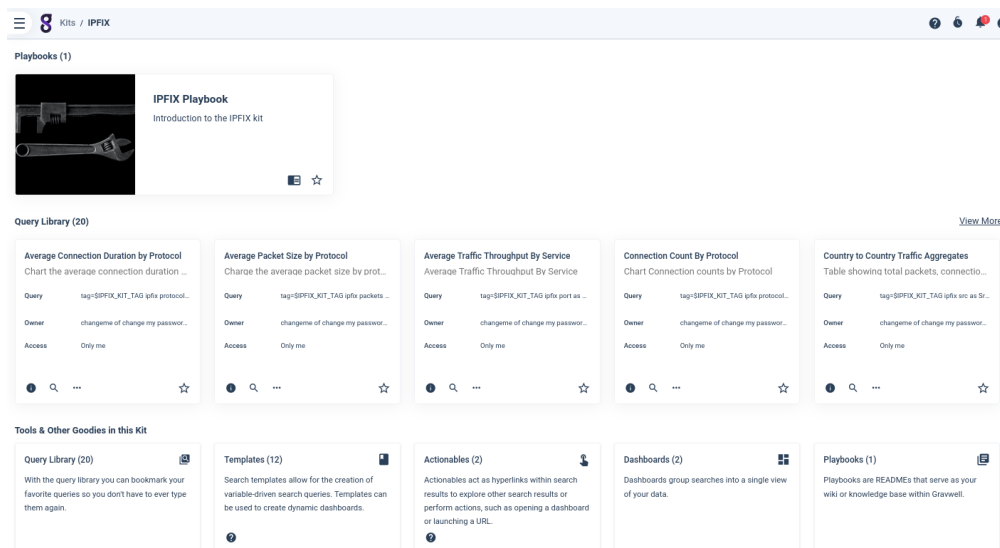 Kits / IPFIX
1
Playbooks (1)
IPFIX Playbook
Introduction to the IPFIX kit
Query Library (20)
View More
Average Connection Duration by Protocol
Chart the average connection duration ...
Query tag=$IPFIX_KIT_TAG ipfix protocol...
Owner changeme of change my passwor...
Access Only me
Average Packet Size by Protocol
Charge the average packet size by prot...
Query tag=$IPFIX_KIT_TAG ipfix packets ...
Owner changeme of change my passwor...
Access Only me
Average Traffic Throughput By Service
Average Traffic Throughput By Service
Query tag=$IPFIX_KIT_TAG ipfix port as ...
Owner changeme of change my passwor...
Access Only me
Connection Count By Protocol
Chart Connection counts by Protocol
Query tag=$IPFIX_KIT_TAG ipfix protocol...
Owner changeme of change my passwor...
Access Only me
Country to Country Traffic Aggregates
Table showing total packets, connectio...
Query tag=$IPFIX_KIT_TAG ipfix src as Sr...
Owner changeme of change my passwor...
Access Only me
Tools & Other Goodies in this Kit
Query Library (20)
With the query library you can bookmark your
favorite queries so you don't have to ever type
them again.
Templates (12)
Search templates allow for the creation of
variable-driven search queries. Templates can
be used to create dynamic dashboards.
Actionables (2)
Actionables act as hyperlinks within search
results to explore other search results or
perform actions, such as opening a dashboard
or launching a URL.
Dashboards (2)
Dashboards group searches into a single view
of your data.
Playbooks (1)
Playbooks are READMEs that serve as your
wiki or knowledge base within Gravwell.